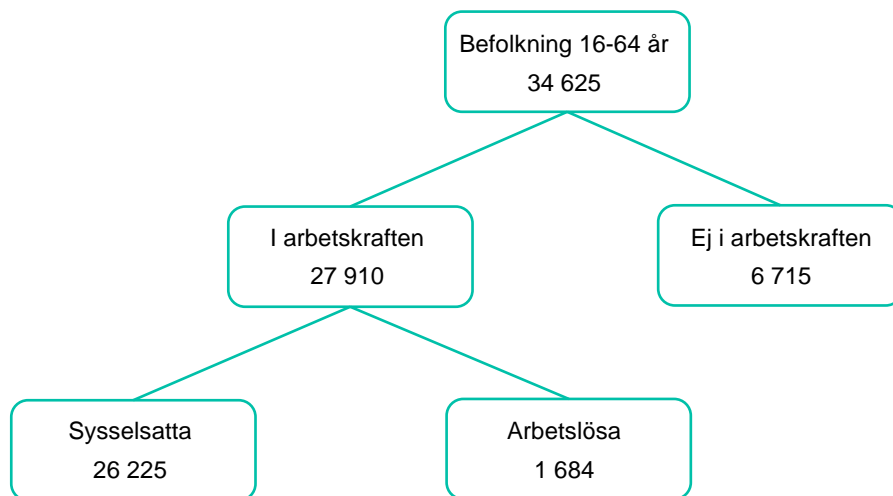 Befolkning 16-64 år
34 625
I arbetskraften
27 910
Ej i arbetskraften
6 715
Sysselsatta
26 225
Arbetslösa
1 684